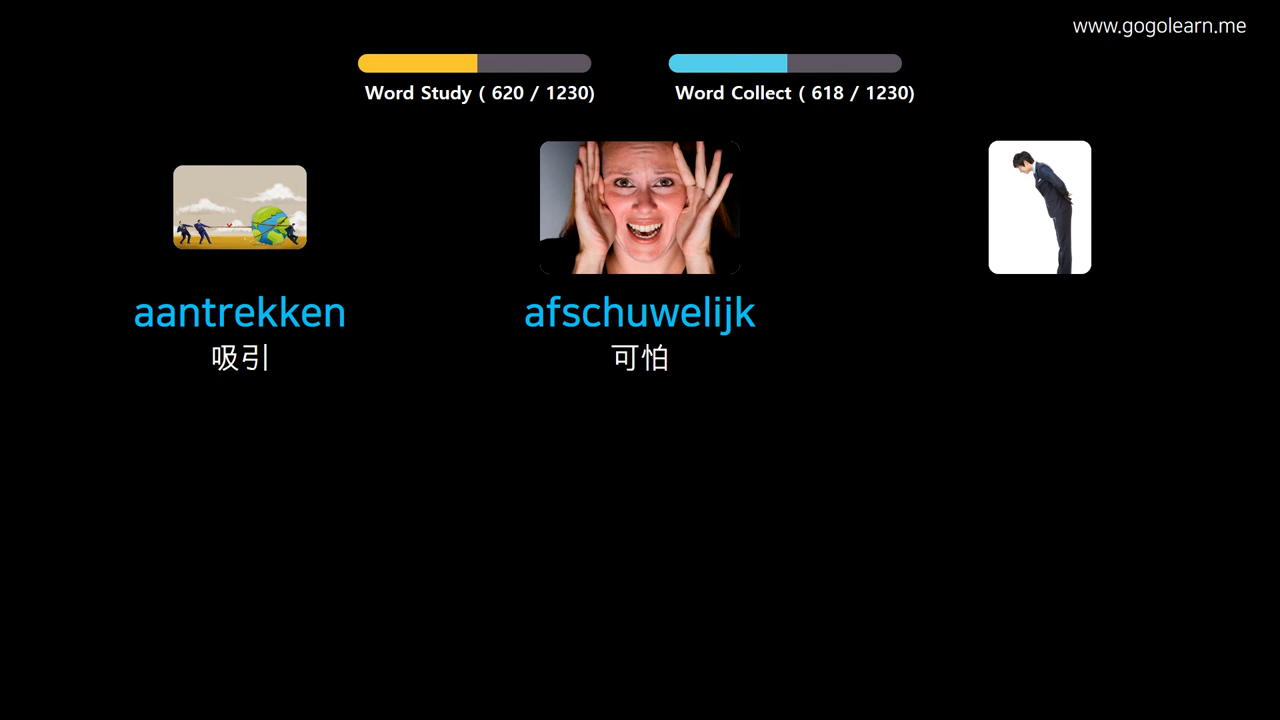 www.gogolearn.me
Word Study ( 620 / 1230)
Word Collect ( 618 / 1230)
aantrekken
吸引
afschuwelijk
可怕